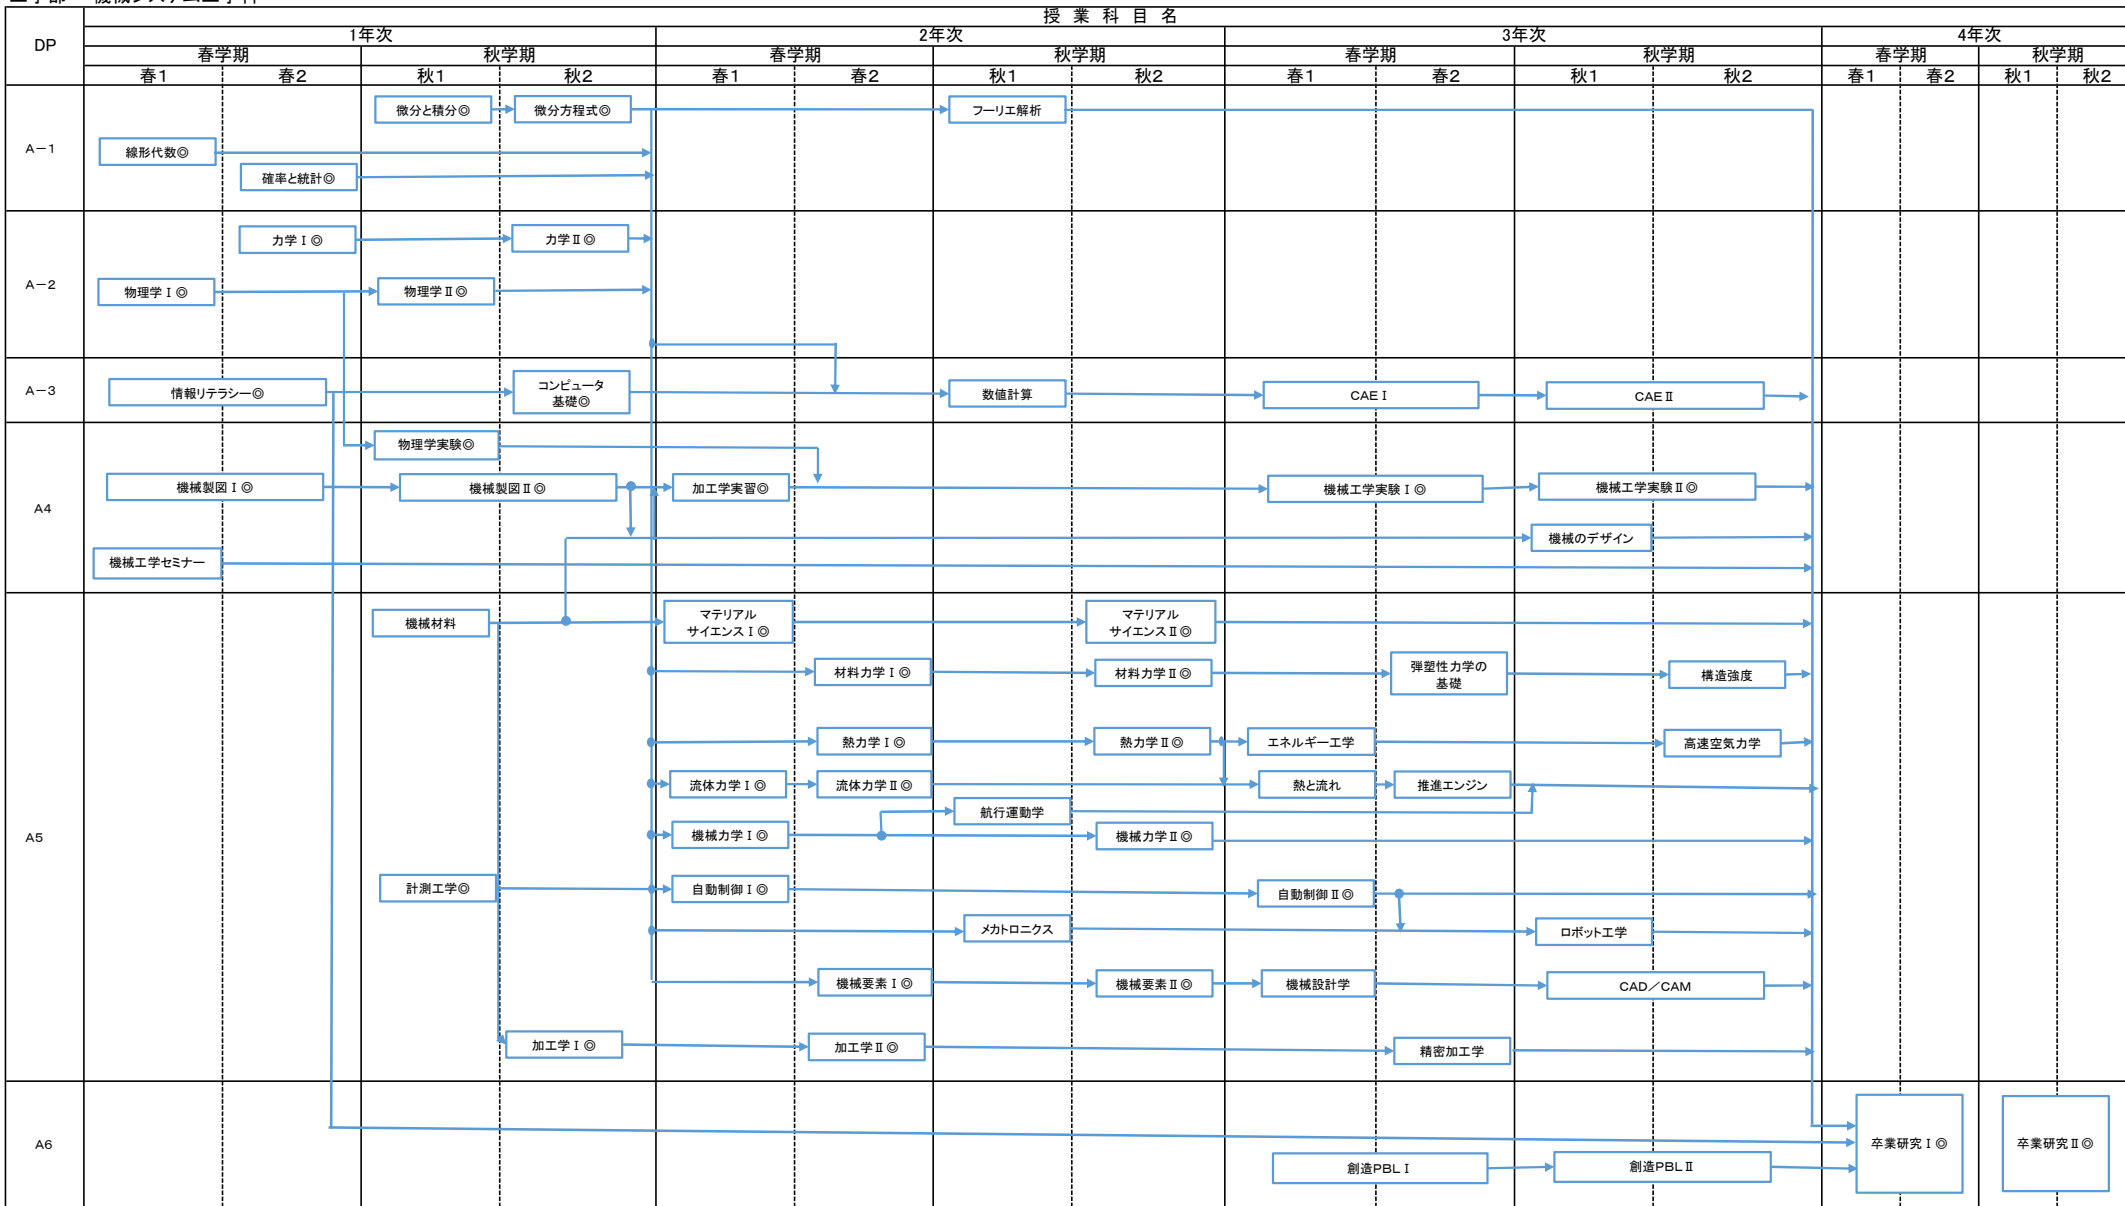 授 業 科 目 名
DP
1年次
2年次
3年次
4年次
春学期
秋学期
春学期
秋学期
春学期
秋学期
春学期
秋学期
春1
春2
秋1
秋2
春1
春2
秋1
秋2
春1
春2
秋1
秋2
春1
春2
秋1
秋2
A-1
微分と積分◎
微分方程式◎
フーリエ解析
線形代数◎
確率と統計◎
A-2
力学Ⅰ◎
力学Ⅱ◎
物理学Ⅰ◎
物理学Ⅱ◎
A-3
情報リテラシー◎
コンピュータ
基礎◎
数値計算
CAEⅠ
CAEⅡ
A4
物理学実験◎
機械製図Ⅰ◎
機械製図Ⅱ◎
加工学実習◎
機械工学実験Ⅰ◎
機械工学実験Ⅱ◎
機械のデザイン
機械工学セミナー
A5
機械材料
マテリアル
サイエンスⅠ◎
マテリアル
サイエンスⅡ◎
材料力学Ⅰ◎
材料力学Ⅱ◎
弾塑性力学の
基礎
構造強度
熱力学Ⅰ◎
熱力学Ⅱ◎
エネルギー工学
高速空気力学
流体力学Ⅰ◎
流体力学Ⅱ◎
熱と流れ
推進エンジン
航行運動学
機械力学Ⅰ◎
機械力学Ⅱ◎
計測工学◎
自動制御Ⅰ◎
自動制御Ⅱ◎
メカトロニクス
ロボット工学
機械要素Ⅰ◎
機械要素Ⅱ◎
機械設計学
CAD／CAM
加工学Ⅰ◎
加工学Ⅱ◎
精密加工学
A6
卒業研究Ⅰ◎
卒業研究Ⅱ◎
創造PBLⅠ
創造PBLⅡ